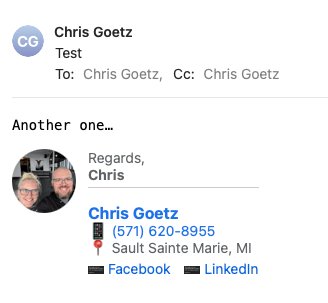 CG
Chris Goetz
Test
To: Chris Goetz, Cc: Chris Goetz
Another one…
Regards,
Chris
Chris Goetz
(571) 620-8955
Sault Sainte Marie, MI
Facebook LinkedIn